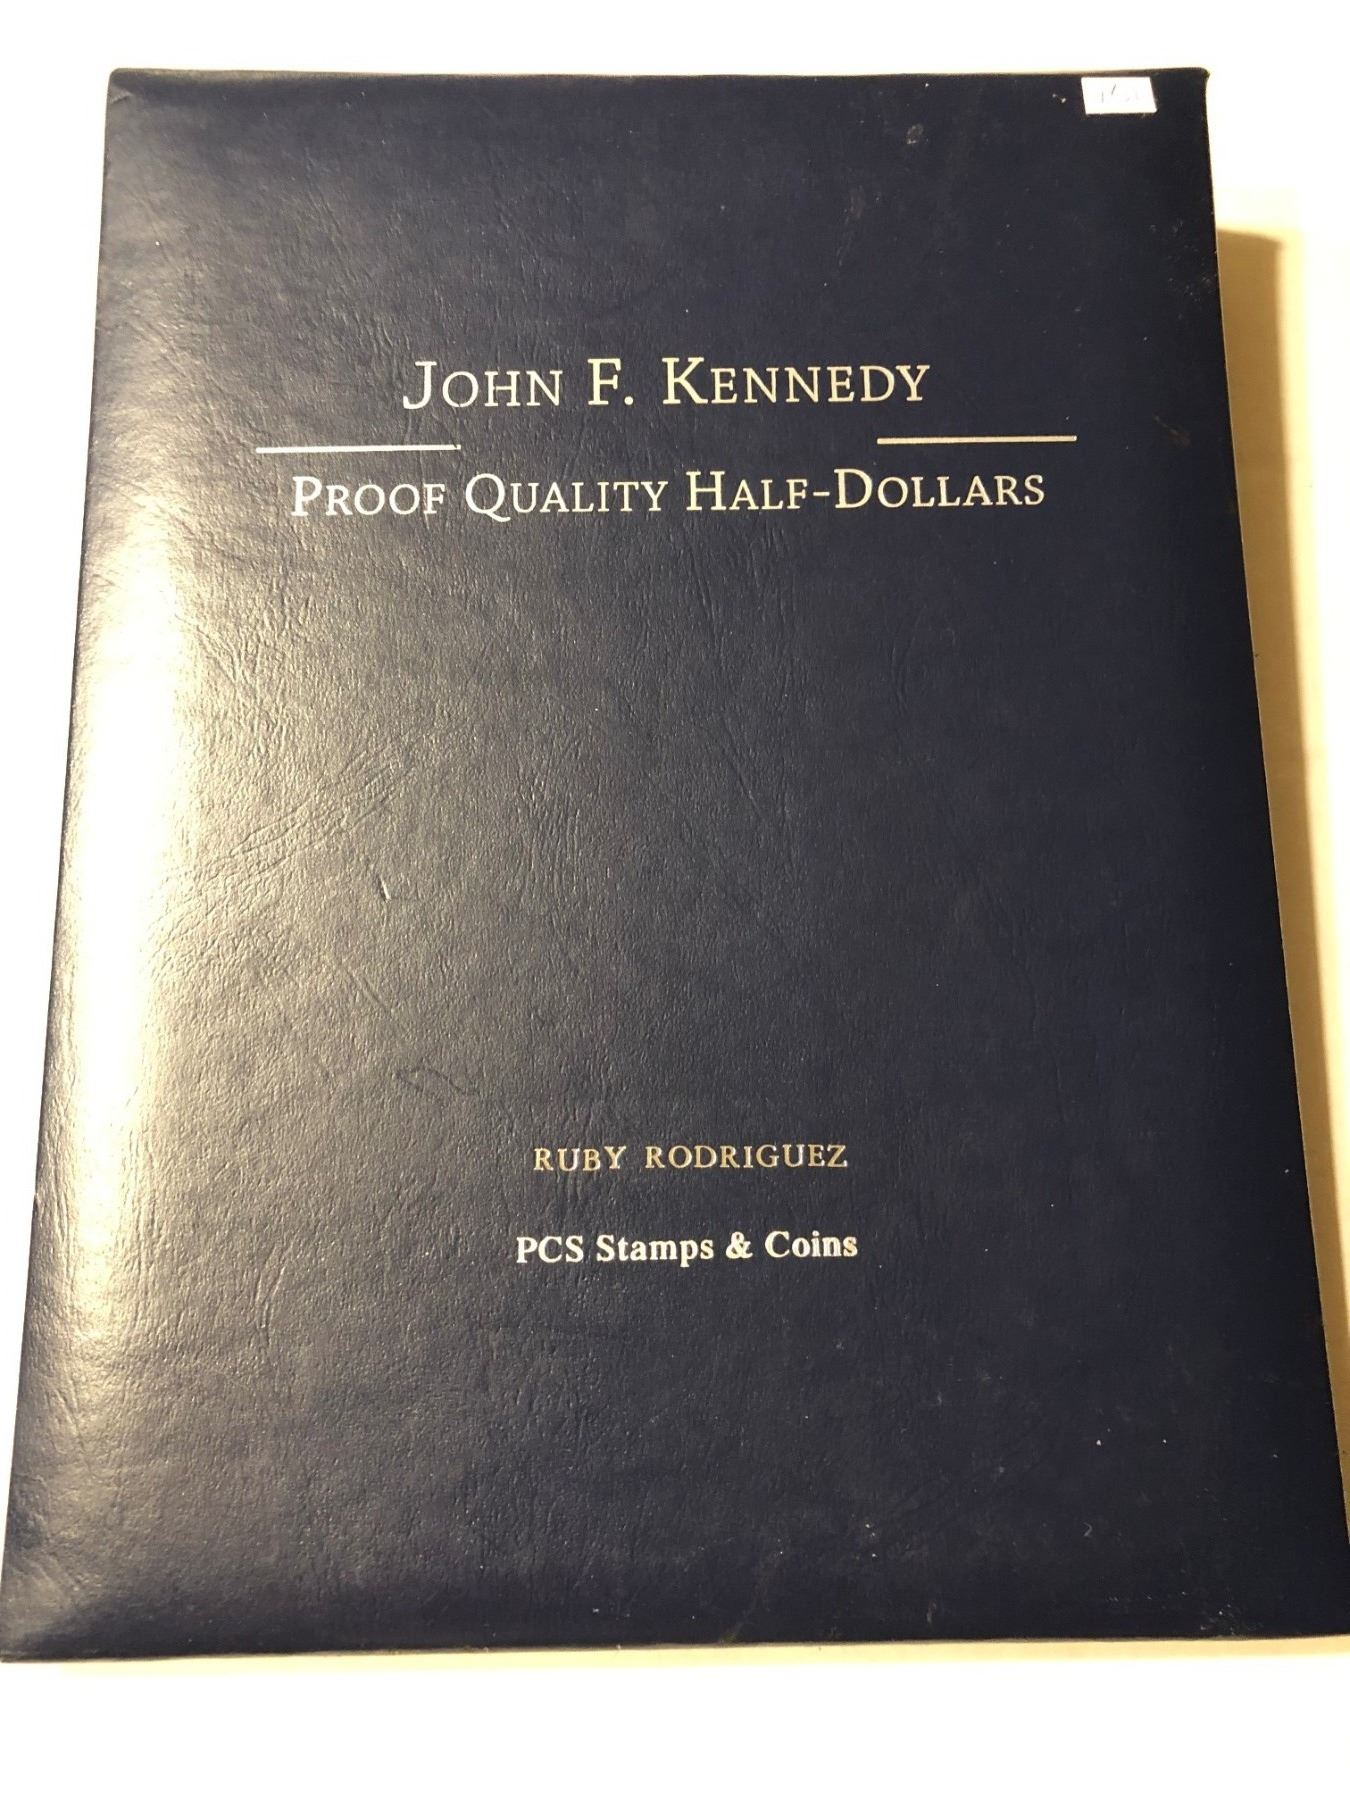 John F. Kennedy
Proof Quality Half-Dollars
RUBY RODRIGUEZ
PCS Stamps & Coins